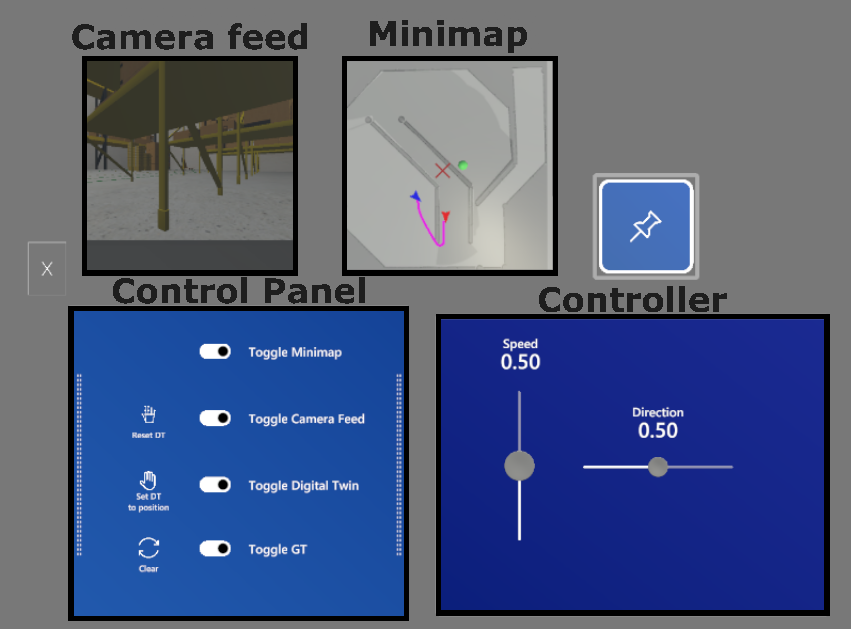 Camera feed
Minimap
X
Control Panel
Controller
Toggle Minimap
Reset DT
Toggle Camera Feed
Set DT
to position
Toggle Digital Twin
Clear
Toggle GT
Speed
0.50
Direction
0.50